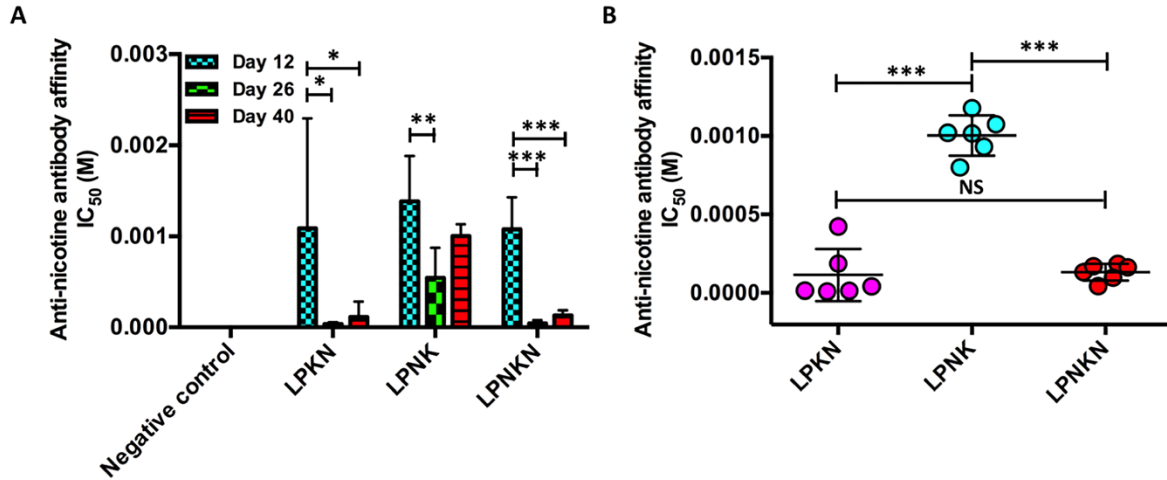 A
Anti-nicotine antibody affinity
IC50 (M)
0.003
0.002
0.001
0.000
Day 12
Day 26
Day 40
*
*
**
***
***
Negative control
LPKN
LPNK
LPNKN
B
Anti-nicotine antibody affinity
IC50 (M)
0.0015
0.0010
0.0005
0.0000
***
***
NS
LPKN
LPNK
LPNKN